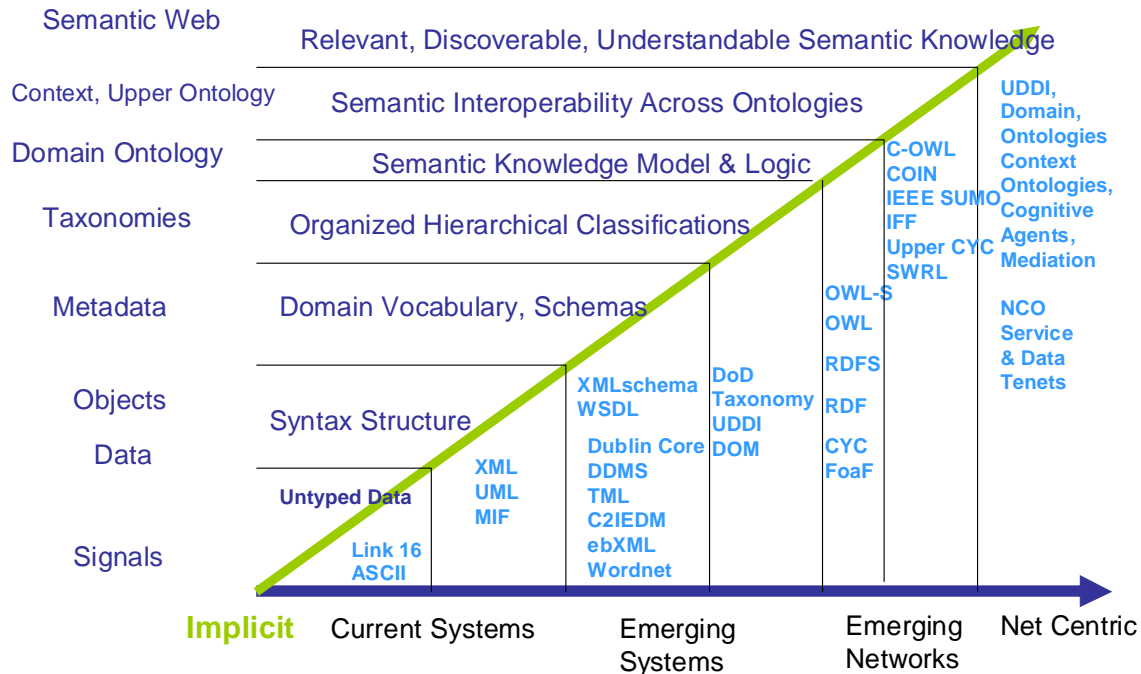 Semantic Web
Relevant, Discoverable, Understandable Semantic Knowledge
Context, Upper Ontology
Semantic Interoperability Across Ontologies
Domain Ontology
Semantic Knowledge Model & Logic
Taxonomies
Organized Hierarchical Classifications
Metadata
Domain Vocabulary, Schemas
Objects
Syntax Structure
Data
Untyped Data
Signals
Link 16
ASCII
XML
UML
MIF
XMLschema
WSDL
Dublin Core
DDMS
TML
C2IEDM
ebXML
Wordnet
DoD
Taxonomy
UDDI
DOM
OWL-S
OWL
RDFS
RDF
CYC
FoaF
C-OWL
COIN
IEEE SUMO
IFF
Upper CYC
SWRL
UDDI,
Domain,
Ontologies
Context
Ontologies,
Cognitive
Agents,
Mediation
NCO
Service
& Data
Tenets
Implicit
Current Systems
Emerging
Systems
Emerging
Networks
Net Centric